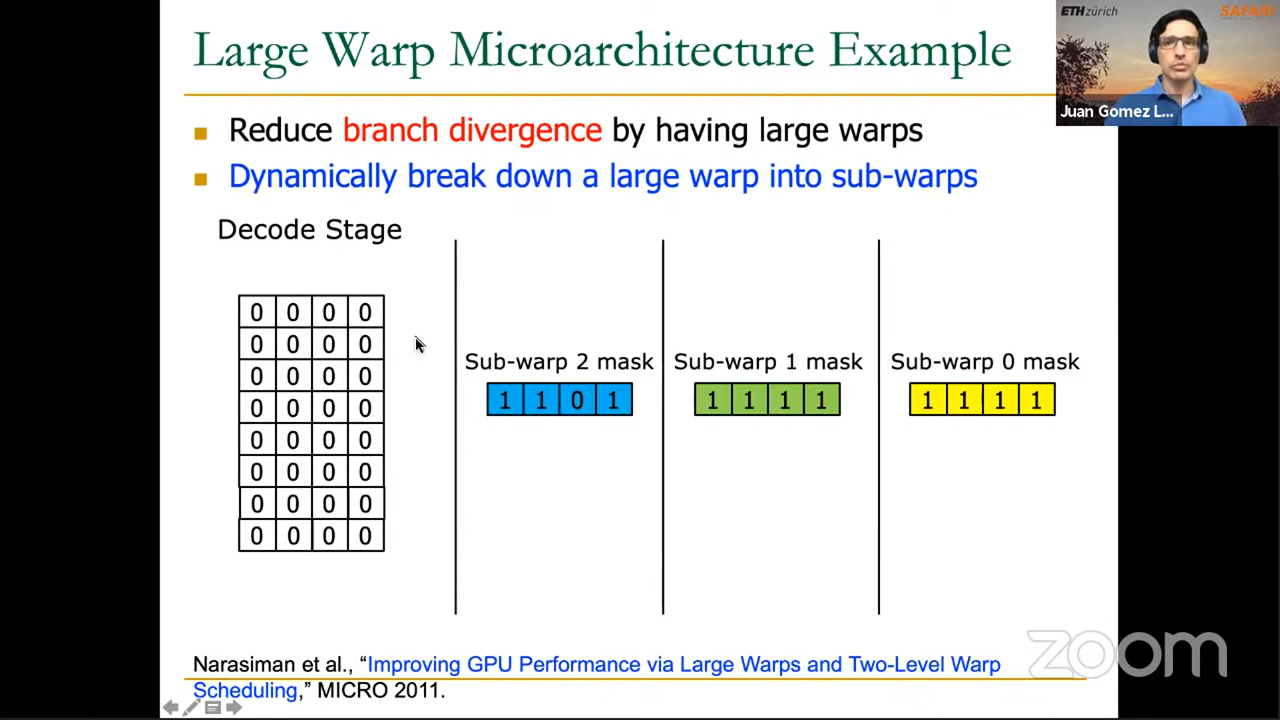 Large Warp Microarchitecture Example
ETHzürich
SAFARI
Juan Gomez L...
Reduce branch divergence by having large warps
Dynamically break down a large warp into sub-warps
Decode Stage
0 0 0 0
0 0 0 0
0 0 0 0
0 0 0 0
0 0 0 0
0 0 0 0
0 0 0 0
0 0 0 0
Sub-warp 2 mask
1 1 0 1
Sub-warp 1 mask
1 1 1 1
Sub-warp 0 mask
1 1 1 1
Narasiman et al., “Improving GPU Performance via Large Warps and Two-Level Warp
Scheduling,” MICRO 2011.
zoom